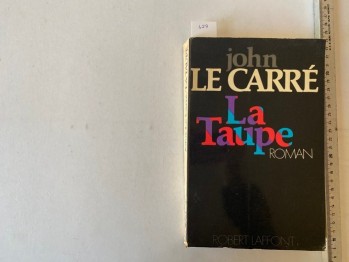 john
LE CARRÉ
La
Taupe
ROMAN
ROBERT LAFFONT